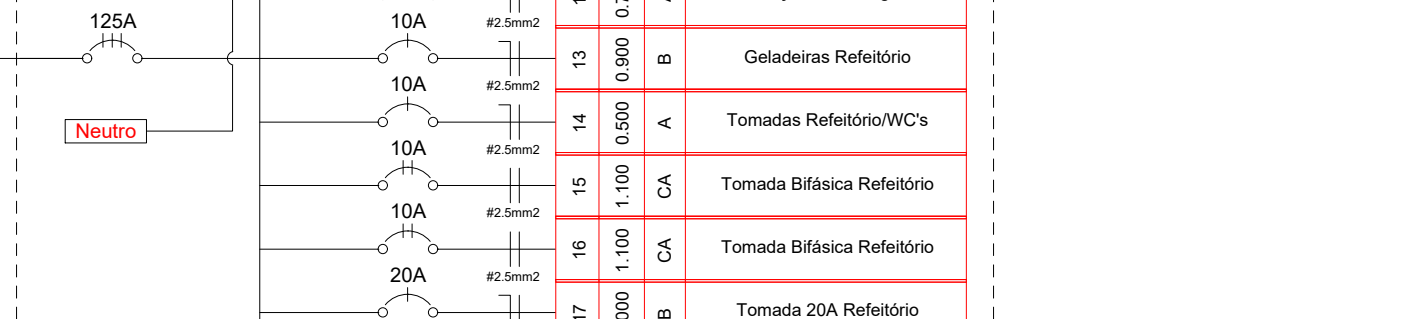 125A
Neutro
#2.5mm2
10A
#2.5mm2
13 0.900 B Geladeiras Refeitório
10A
#2.5mm2
14 0.500 A Tomadas Refeitório/WC's
10A
#2.5mm2
15 1.100 CA Tomada Bifásica Refeitório
10A
#2.5mm2
16 1.100 CA Tomada Bifásica Refeitório
20A
B Tomada 20A Refeitório